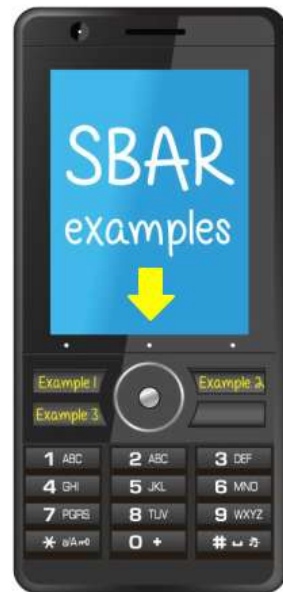 SBAR
examples
Example 1 Example 2
Example 3
1 ABC 2 ABC 3 DEF
4 GHI 5 JKL 6 MNO
7 PQRS 8 TUV 9 WXYZ
* a/A 0 + #